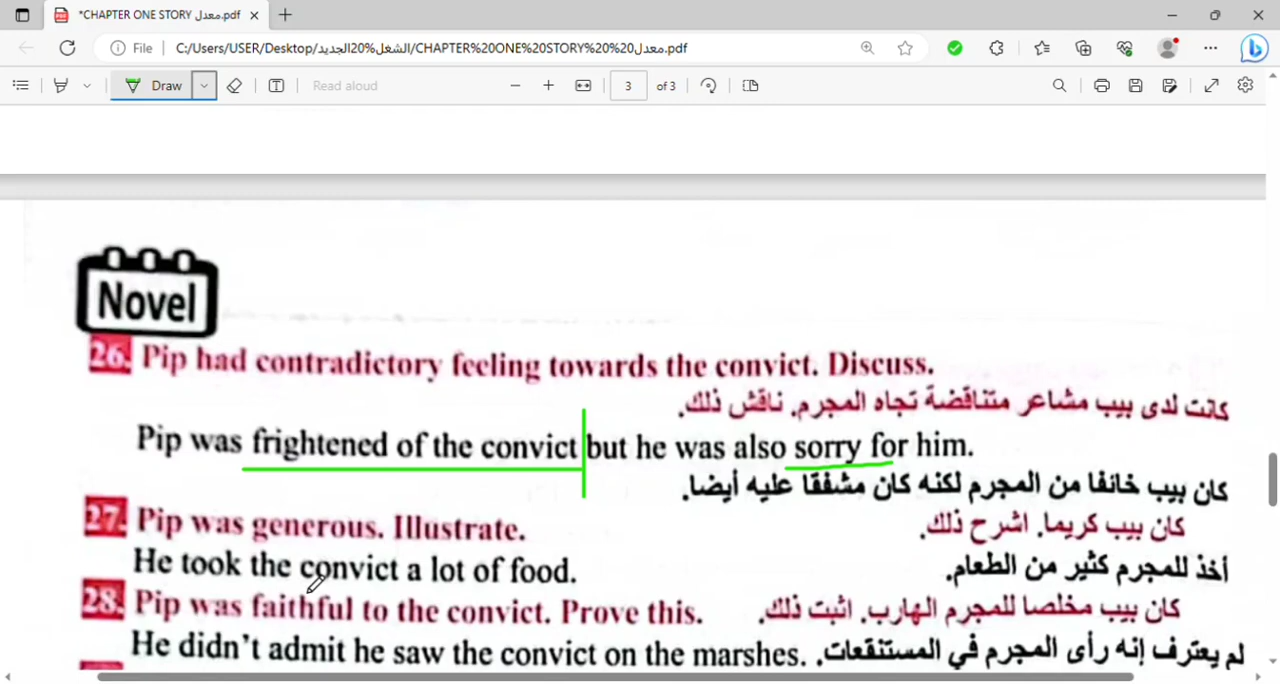 *CHAPTER ONE STORY معدل.pdf
File C:/Users/USER/Desktop/الشغل%20الجديد/CHAPTER%20ONE%20STORY%20%20معدل.pdf
Draw Read aloud 3 of 3
Novel
26. Pip had contradictory feeling towards the convict. Discuss.
كانت لدى بيب مشاعر متناقضة تجاه المجرم. ناقش ذلك.
Pip was frightened of the convict but he was also sorry for him.
كان بيب خائفا من المجرم لكنه كان مشفقا عليه أيضا.
27. Pip was generous. Illustrate.
كان بيب كريما. اشرح ذلك.
He took the convict a lot of food.
أخذ للمجرم كثير من الطعام.
28. Pip was faithful to the convict. Prove this.
كان بيب مخلصا للمجرم الهارب. اثبت ذلك.
He didn't admit he saw the convict on the marshes.
لم يعترف إنه رأى المجرم في المستنقعات.